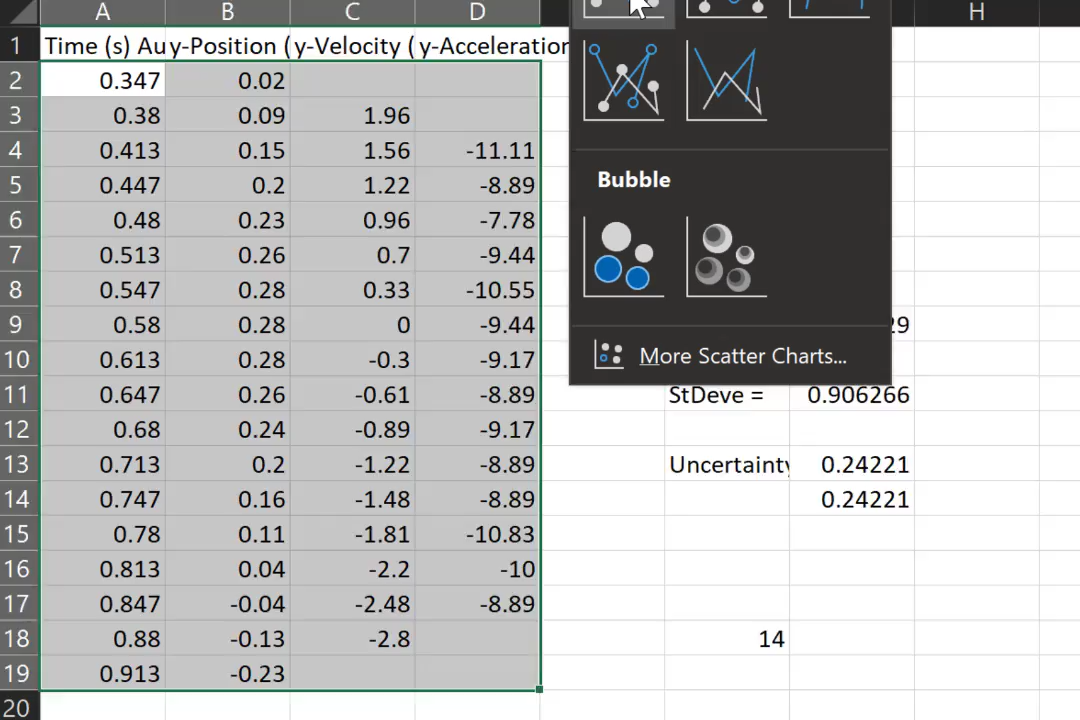 A B C D H
1 Time (s) Au y-Position ( y-Velocity ( y-Acceleration
2 0.347 0.02
3 0.38 0.09 1.96
4 0.413 0.15 1.56 -11.11
5 0.447 0.2 1.22 -8.89
6 0.48 0.23 0.96 -7.78
7 0.513 0.26 0.7 -9.44
8 0.547 0.28 0.33 -10.55
9 0.58 0.28 0 -9.44 29
10 0.613 0.28 -0.3 -9.17
11 0.647 0.26 -0.61 -8.89 StDeve = 0.906266
12 0.68 0.24 -0.89 -9.17
13 0.713 0.2 -1.22 -8.89 Uncertainty 0.24221
14 0.747 0.16 -1.48 -8.89 0.24221
15 0.78 0.11 -1.81 -10.83
16 0.813 0.04 -2.2 -10
17 0.847 -0.04 -2.48 -8.89
18 0.88 -0.13 -2.8 14
19 0.913 -0.23
20
Bubble
More Scatter Charts...